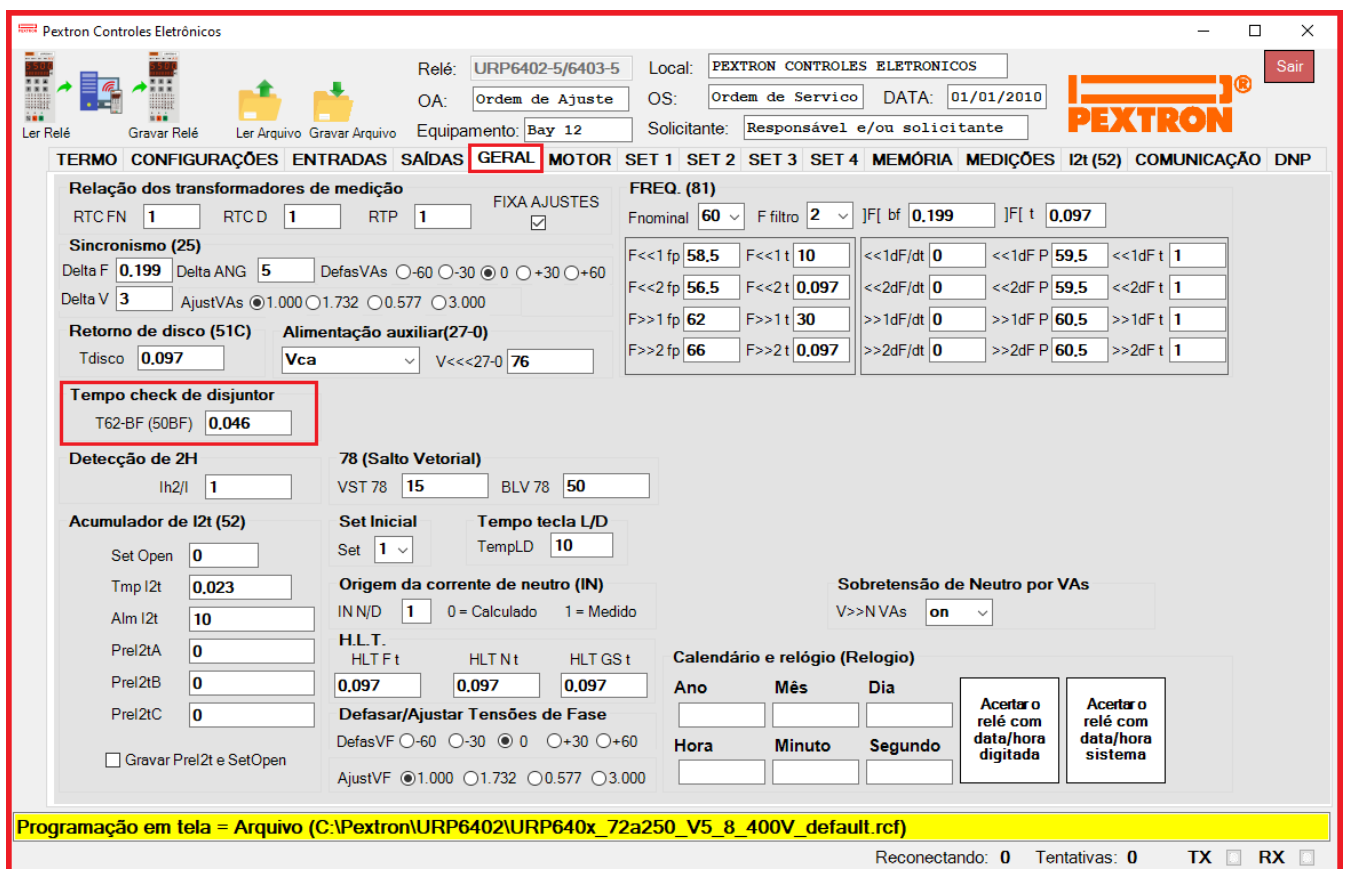 Pextron Controles Eletrônicos
Relé: URP6402-5/6403-5 Local: PEXTRON CONTROLES ELETRONICOS Sair
OA: Ordem de Ajuste OS: Ordem de Servico DATA: 01/01/2010
Ler Relé Gravar Relé Ler Arquivo Gravar Arquivo Equipamento: Bay 12 Solicitante: Responsável e/ou solicitante
PEXTRON®
TERMO CONFIGURAÇÕES ENTRADAS SAÍDAS GERAL MOTOR SET 1 SET 2 SET 3 SET 4 MEMÓRIA MEDIÇÕES I2t (52) COMUNICAÇÃO DNP
Relação dos transformadores de medição
RTC FN 1 RTC D 1 RTP 1 FIXA AJUSTES
Sincronismo (25)
Delta F 0.199 Delta ANG 5 DefasVAs -60 -30 0 +30 +60
Delta V 3 AjustVAs 1.000 1.732 0.577 3.000
Retorno de disco (51C) Alimentação auxiliar(27-0)
Tdisco 0.097 Vca V<<<27-0 76
FREQ. (81)
Fnominal 60 F filtro 2 ]F[ bf 0.199 ]F[ t 0.097
F<<1 fp 58.5 F<<1 t 10 <<1dF/dt 0 <<1dF P 59.5 <<1dF t 1
F<<2 fp 56.5 F<<2 t 0.097 <<2dF/dt 0 <<2dF P 59.5 <<2dF t 1
F>>1 fp 62 F>>1 t 30 >>1dF/dt 0 >>1dF P 60.5 >>1dF t 1
F>>2 fp 66 F>>2 t 0.097 >>2dF/dt 0 >>2dF P 60.5 >>2dF t 1
Tempo check de disjuntor
T62-BF (50BF) 0.046
Detecção de 2H 78 (Salto Vetorial)
Ih2/I 1 VST 78 15 BLV 78 50
Acumulador de I2t (52)
Set Open 0
Tmp I2t 0.023
Alm I2t 10
PreI2tA 0
PreI2tB 0
PreI2tC 0
Gravar PreI2t e SetOpen
Set Inicial Tempo tecla L/D
Set 1 TempLD 10
Origem da corrente de neutro (IN)
IN N/D 1 0 = Calculado 1 = Medido
H.L.T.
HLT F t HLT N t HLT GS t
0.097 0.097 0.097
Defasar/Ajustar Tensões de Fase
DefasVF -60 -30 0 +30 +60
AjustVF 1.000 1.732 0.577 3.000
Sobretensão de Neutro por VAs
V>>N VAs on
Calendário e relógio (Relogio)
Ano Mês Dia
Hora Minuto Segundo
Acertar o
relé com
data/hora
digitada
Acertar o
relé com
data/hora
sistema
Programação em tela = Arquivo (C:\Pextron\URP6402\URP640x_72a250_V5_8_400V_default.rcf)
Reconectando: 0 Tentativas: 0 TX RX